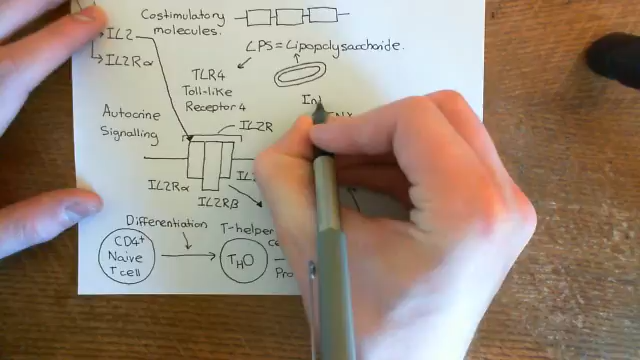 Costimulatory
molecules.
IL2
IL2Rα
LPS = Lipopolysaccharide.
TLR4
Toll-like
Receptor 4
Autocrine
Signalling
IL2R
IL2Rα
IL2Rβ
Differentiation
T-helper
CD4+
Naive
T cell
TH0